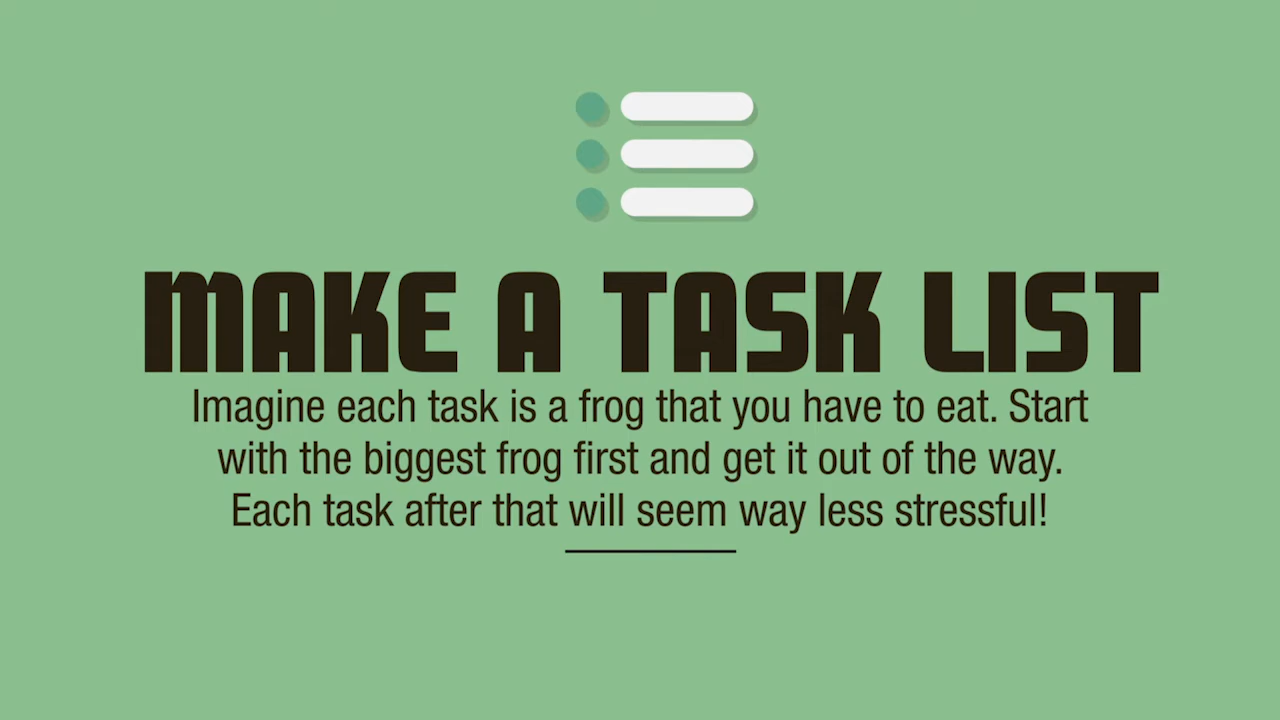 MAKE A TASK LIST
Imagine each task is a frog that you have to eat. Start
with the biggest frog first and get it out of the way.
Each task after that will seem way less stressful!